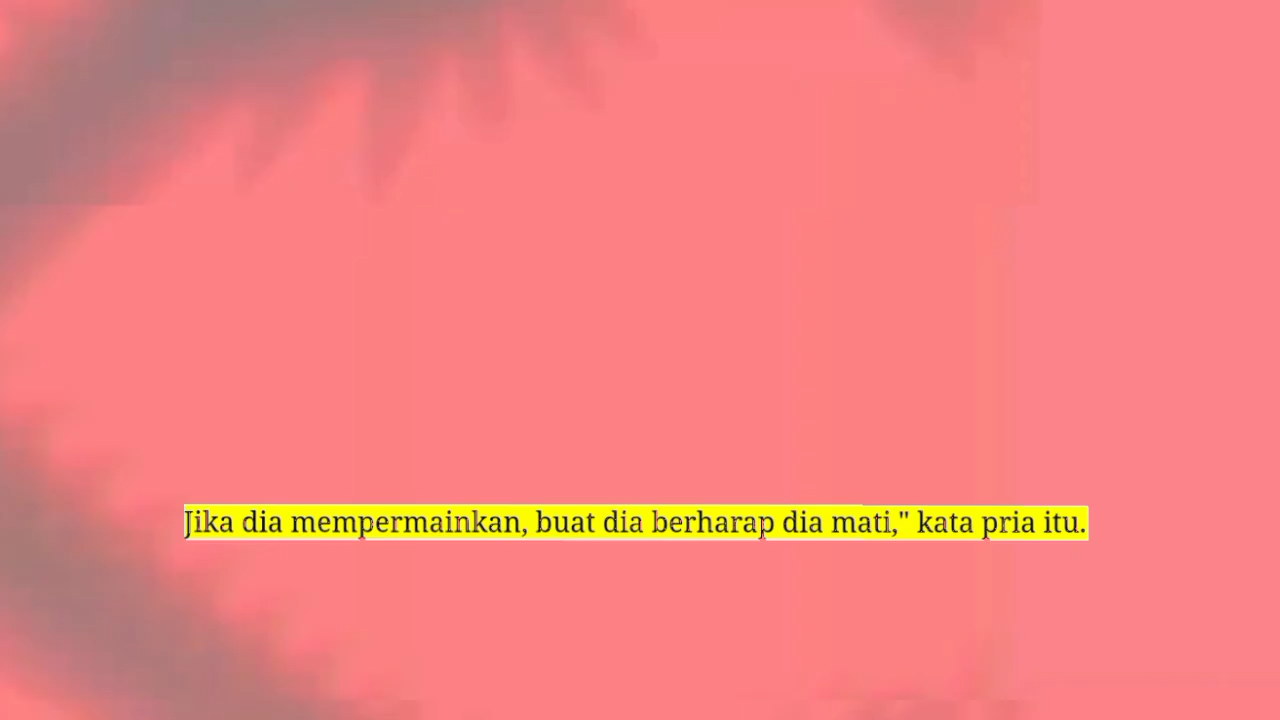 Jika dia mempermainkan, buat dia berharap dia mati," kata pria itu.